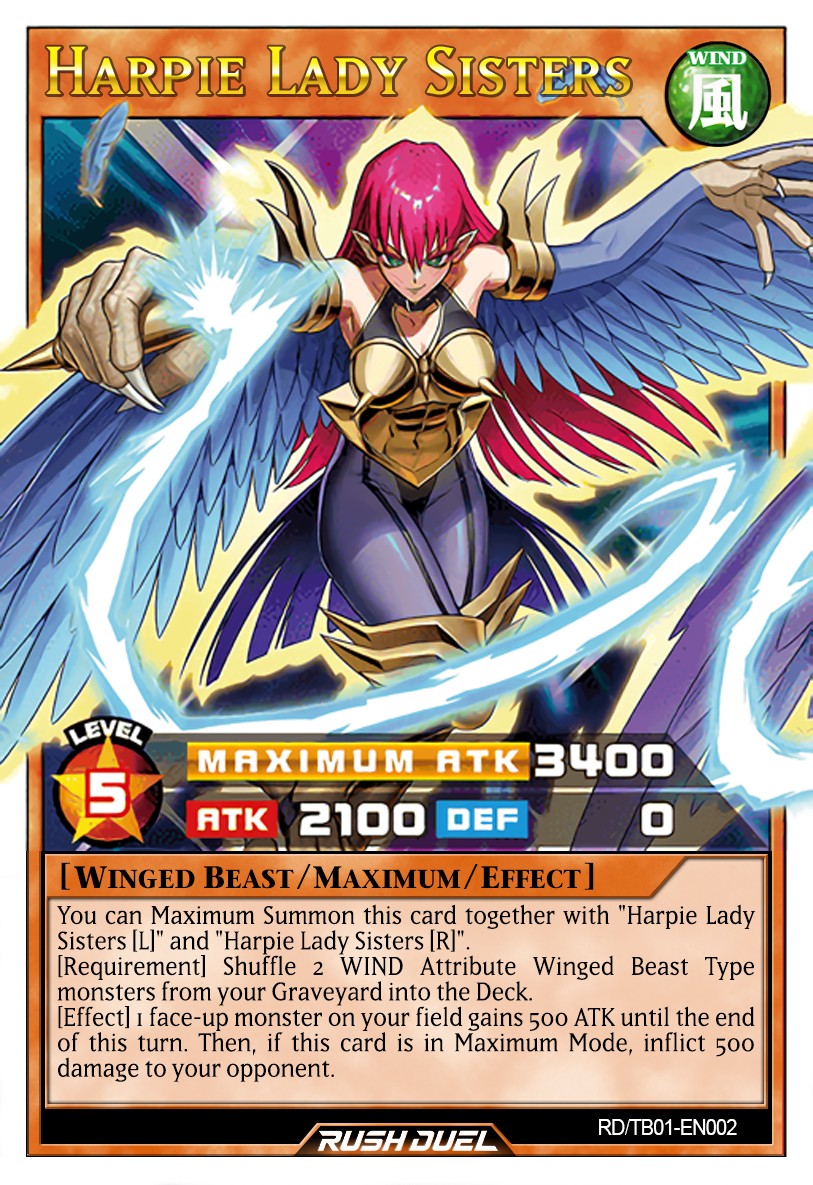 Harpie Lady Sisters
WIND
風
LEVEL
5
MAXIMUM ATK 3400
ATK 2100 DEF 0
[Winged Beast/Maximum/Effect]
You can Maximum Summon this card together with "Harpie Lady
Sisters [L]" and "Harpie Lady Sisters [R]".
[Requirement] Shuffle 2 WIND Attribute Winged Beast Type
monsters from your Graveyard into the Deck.
[Effect] 1 face-up monster on your field gains 500 ATK until the end
of this turn. Then, if this card is in Maximum Mode, inflict 500
damage to your opponent.
RD/TB01-EN002
RUSH DUEL